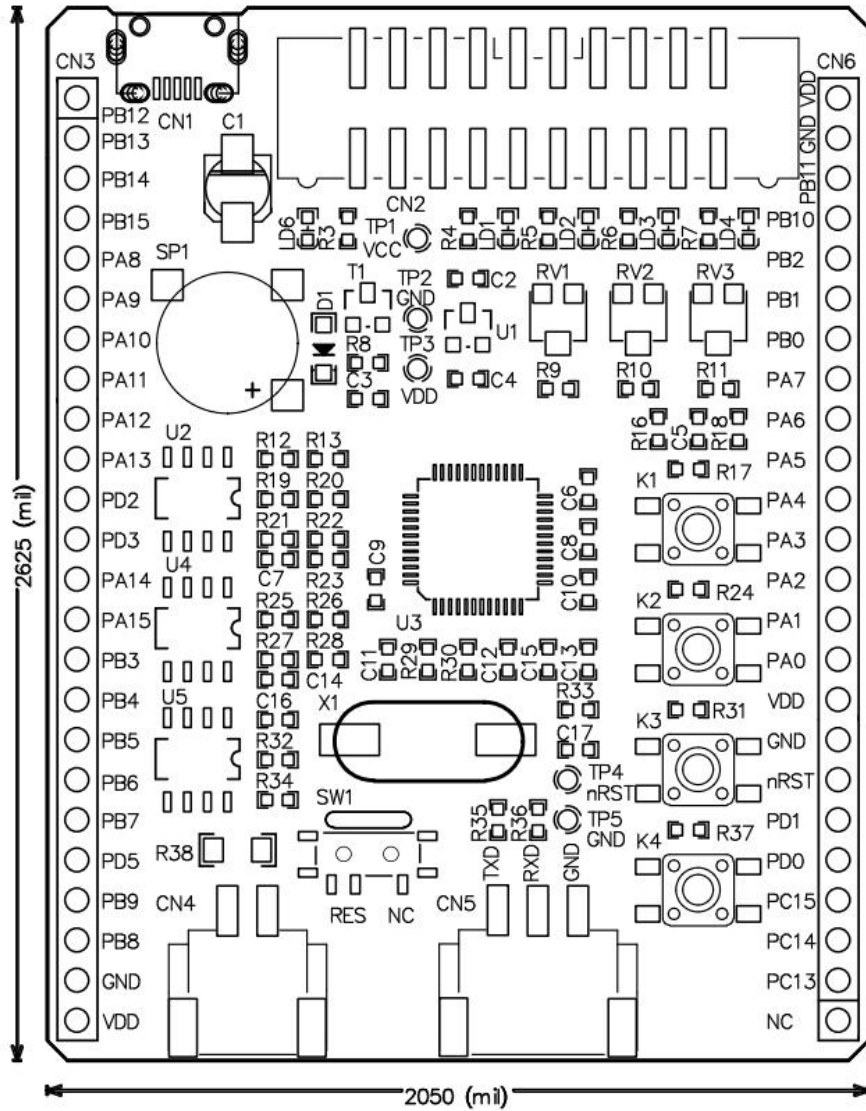 CN3
CN6
PB12
VDD
CN1
C1
PB13
GND
PB14
PB11
CN2
PB15
LD6
R3
TP1
VCC
R4
LD1
R5
LD2
R6
LD3
R7
LD4
PB10
PA8
SP1
T1
TP2
GND
C2
RV1
RV2
RV3
PB2
PA9
D1
PB1
PA10
R8
TP3
U1
PB0
PA11
C3
VDD
C4
R9
R10
R11
PA7
PA12
U2
R12
R13
R16
C5
R18
PA6
PA13
R19
R20
K1
R17
PA5
PD2
C6
PA4
PD3
R21
R22
C8
PA3
2625 (mil)
U4
C7
R23
C9
C10
K2
R24
PA14
PA2
PA15
R25
R26
U3
PA1
PB3
R27
R28
C11
R29
R30
C12
C15
C13
PA0
PB4
U5
C16
C14
X1
R33
K3
R31
VDD
PB5
R32
C17
GND
PB6
R34
TP4
nRST
nRST
PB7
SW1
R35
R36
TP5
GND
K4
R37
PD1
PD5
R38
TXD
RXD
GND
PD0
PB9
CN4
RES
NC
CN5
PC15
PB8
PC14
GND
PC13
VDD
NC
2050 (mil)